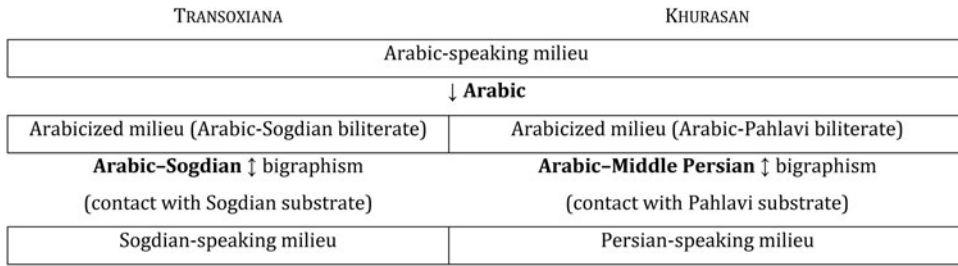 TRANSOXIANA KHURASAN
Arabic-speaking milieu
↓ Arabic
Arabicized milieu (Arabic-Sogdian biliterate) Arabicized milieu (Arabic-Pahlavi biliterate)
Arabic–Sogdian ↕ bigraphism Arabic–Middle Persian ↕ bigraphism
(contact with Sogdian substrate) (contact with Pahlavi substrate)
Sogdian-speaking milieu Persian-speaking milieu